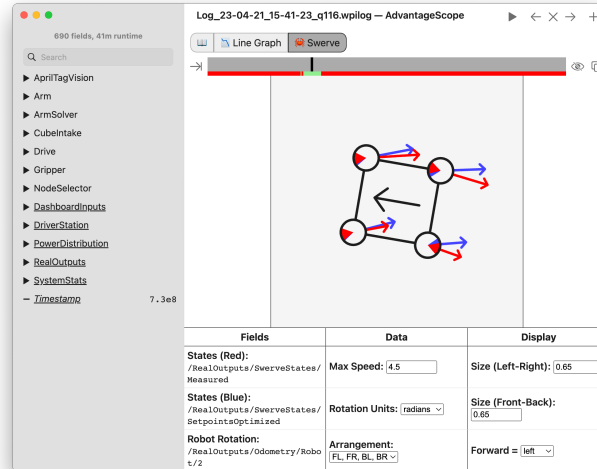 Log_23-04-21_15-41-23_q116.wpilog — AdvantageScope
690 fields, 41m runtime
Search
Line Graph
Swerve
AprilTagVision
Arm
ArmSolver
CubeIntake
Drive
Gripper
NodeSelector
DashboardInputs
DriverStation
PowerDistribution
RealOutputs
SystemStats
Timestamp 7.3e8
Fields Data Display
States (Red):
/RealOutputs/SwerveStates/
Measured
Max Speed: 4.5
Size (Left-Right): 0.65
States (Blue):
/RealOutputs/SwerveStates/
SetpointsOptimized
Rotation Units: radians
Size (Front-Back):
0.65
Robot Rotation:
/RealOutputs/Odometry/Robo
t/2
Arrangement:
FL, FR, BL, BR
Forward = left